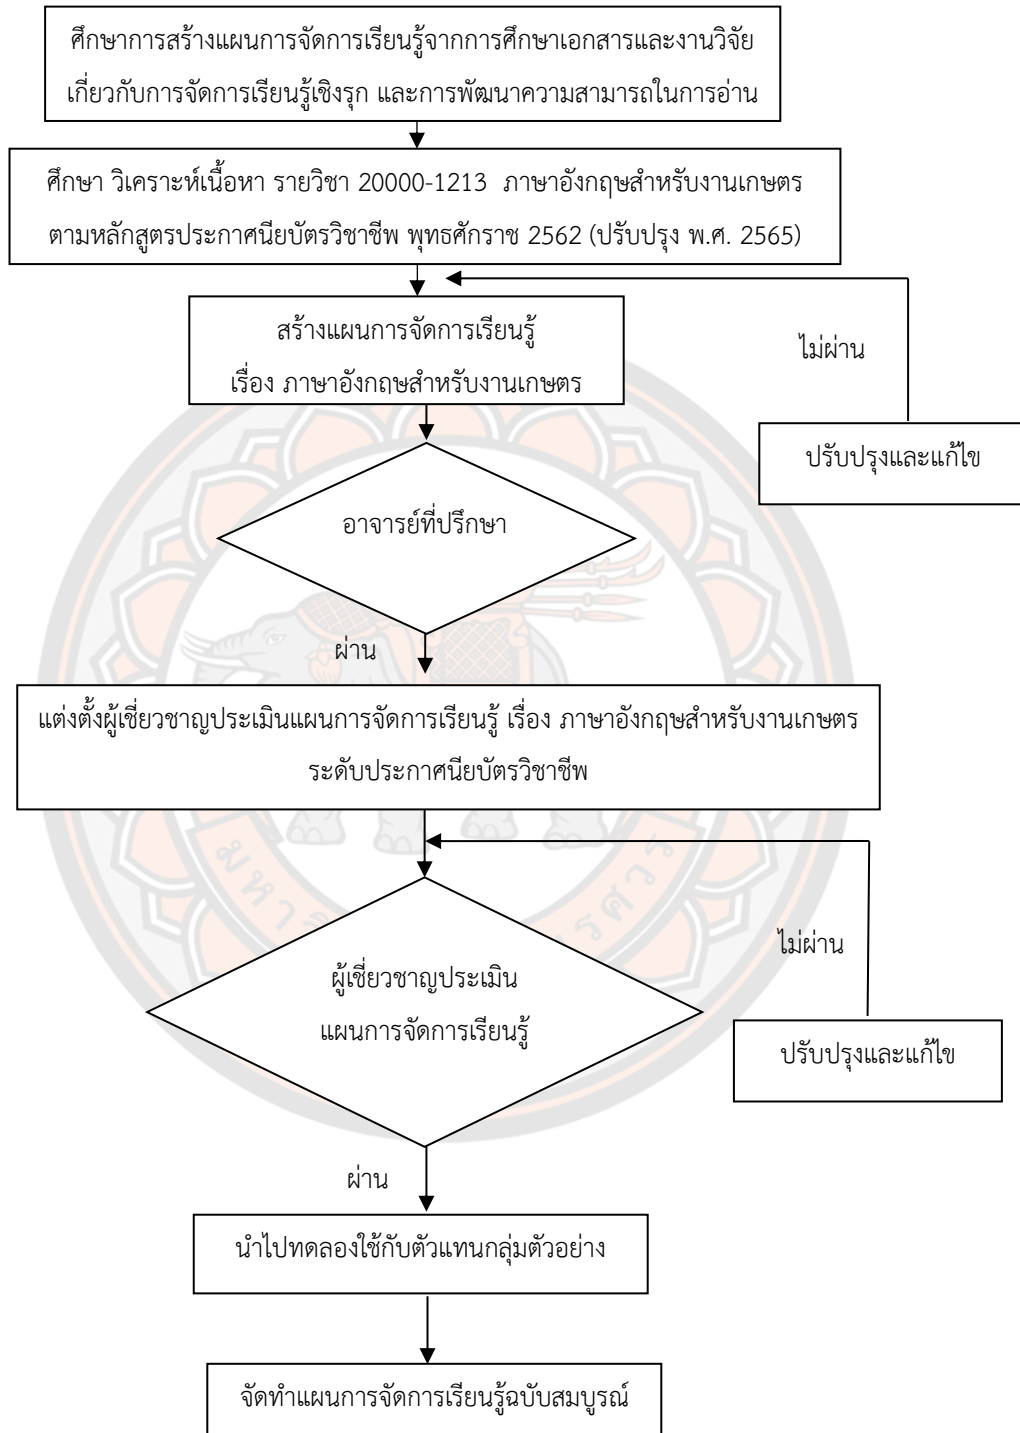 ศึกษาการสร้างแผนการจัดการเรียนรู้จากการศึกษาเอกสารและงานวิจัย
เกี่ยวกับการจัดการเรียนรู้เชิงรุก และการพัฒนาความสามารถในการอ่าน
ศึกษา วิเคราะห์เนื้อหา รายวิชา 20000-1213 ภาษาอังกฤษสำหรับงานเกษตร
ตามหลักสูตรประกาศนียบัตรวิชาชีพ พุทธศักราช 2562 (ปรับปรุง พ.ศ. 2565)
สร้างแผนการจัดการเรียนรู้
เรื่อง ภาษาอังกฤษสำหรับงานเกษตร
ไม่ผ่าน
ปรับปรุงและแก้ไข
อาจารย์ที่ปรึกษา
ผ่าน
แต่งตั้งผู้เชี่ยวชาญประเมินแผนการจัดการเรียนรู้ เรื่อง ภาษาอังกฤษสำหรับงานเกษตร
ระดับประกาศนียบัตรวิชาชีพ
ไม่ผ่าน
ผู้เชี่ยวชาญประเมิน
แผนการจัดการเรียนรู้
ปรับปรุงและแก้ไข
ผ่าน
นำไปทดลองใช้กับตัวแทนกลุ่มตัวอย่าง
จัดทำแผนการจัดการเรียนรู้ฉบับสมบูรณ์